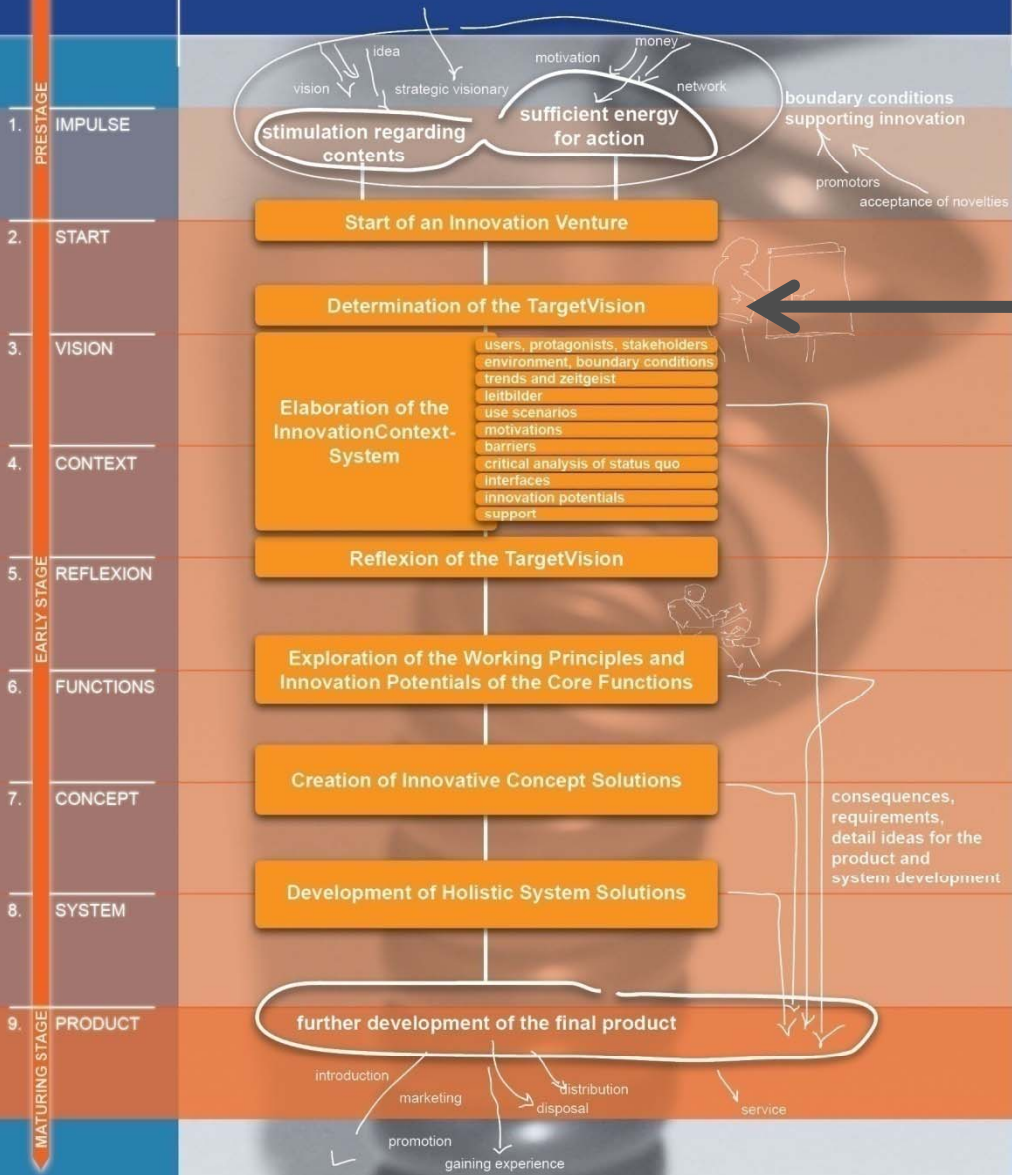 idea
money
motivation
vision
strategic visionary
network
boundary conditions
supporting innovation
PRESTAGE
1. IMPULSE
stimulation regarding
contents
sufficient energy
for action
promotors
acceptance of novelties
Start of an Innovation Venture
2. START
Determination of the TargetVision
3. VISION
users, protagonists, stakeholders
environment, boundary conditions
trends and zeitgeist
leitbilder
use scenarios
motivations
barriers
critical analysis of status quo
interfaces
innovation potentials
support
Elaboration of the
InnovationContext-
System
4. CONTEXT
Reflexion of the TargetVision
5. REFLEXION
EARLY STAGE
Exploration of the Working Principles and
Innovation Potentials of the Core Functions
6. FUNCTIONS
Creation of Innovative Concept Solutions
7. CONCEPT
consequences,
requirements,
detail ideas for the
product and
system development
Development of Holistic System Solutions
8. SYSTEM
9. PRODUCT
further development of the final product
MATURING STAGE
introduction
marketing
distribution
disposal
service
promotion
gaining experience